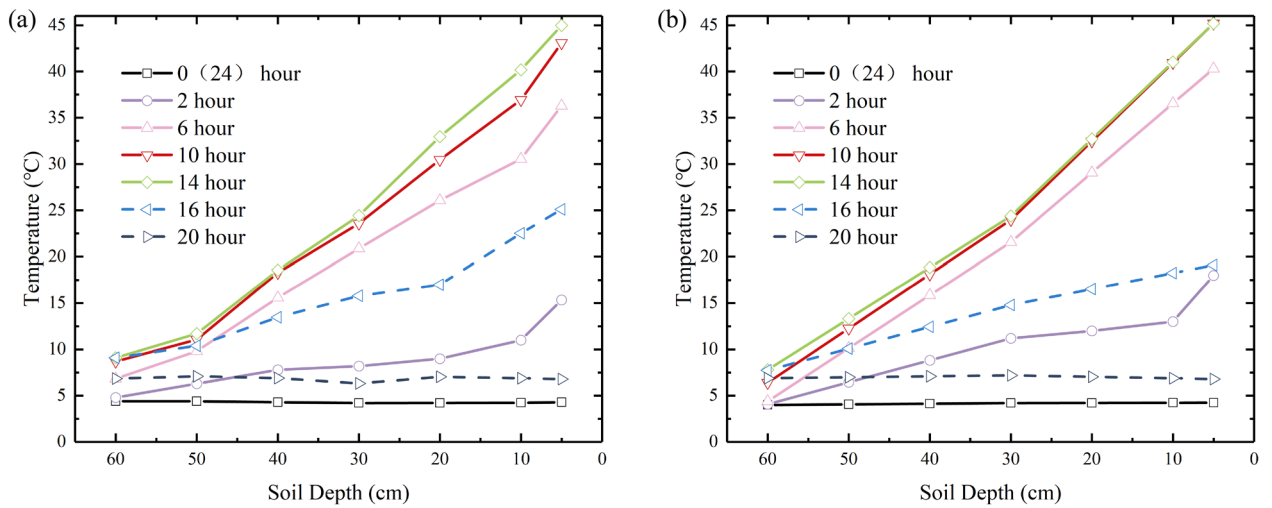 (a)
45
40
35
30
25
20
15
10
5
0
Temperature (℃)
0（24） hour
2 hour
6 hour
10 hour
14 hour
16 hour
20 hour
60 50 40 30 20 10 0
Soil Depth (cm)
(b)
45
40
35
30
25
20
15
10
5
0
Temperature (℃)
0（24） hour
2 hour
6 hour
10 hour
14 hour
16 hour
20 hour
60 50 40 30 20 10 0
Soil Depth (cm)